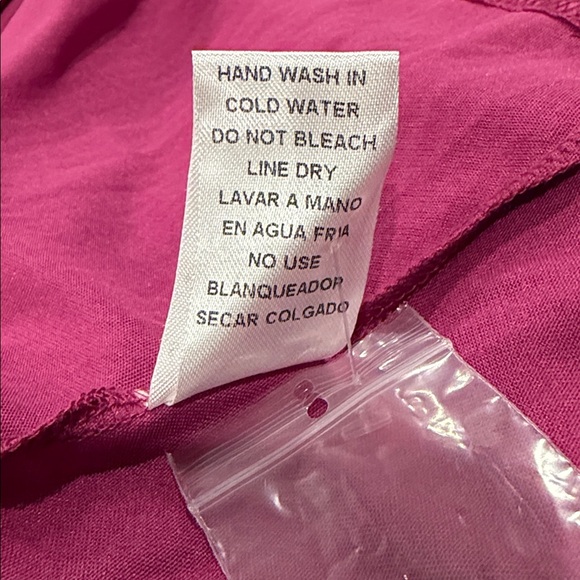 HAND WASH IN
COLD WATER
DO NOT BLEACH
LINE DRY
LAVAR A MANO
EN AGUA FRIA
NO USE
BLANQUEADOR
SECAR COLGADO